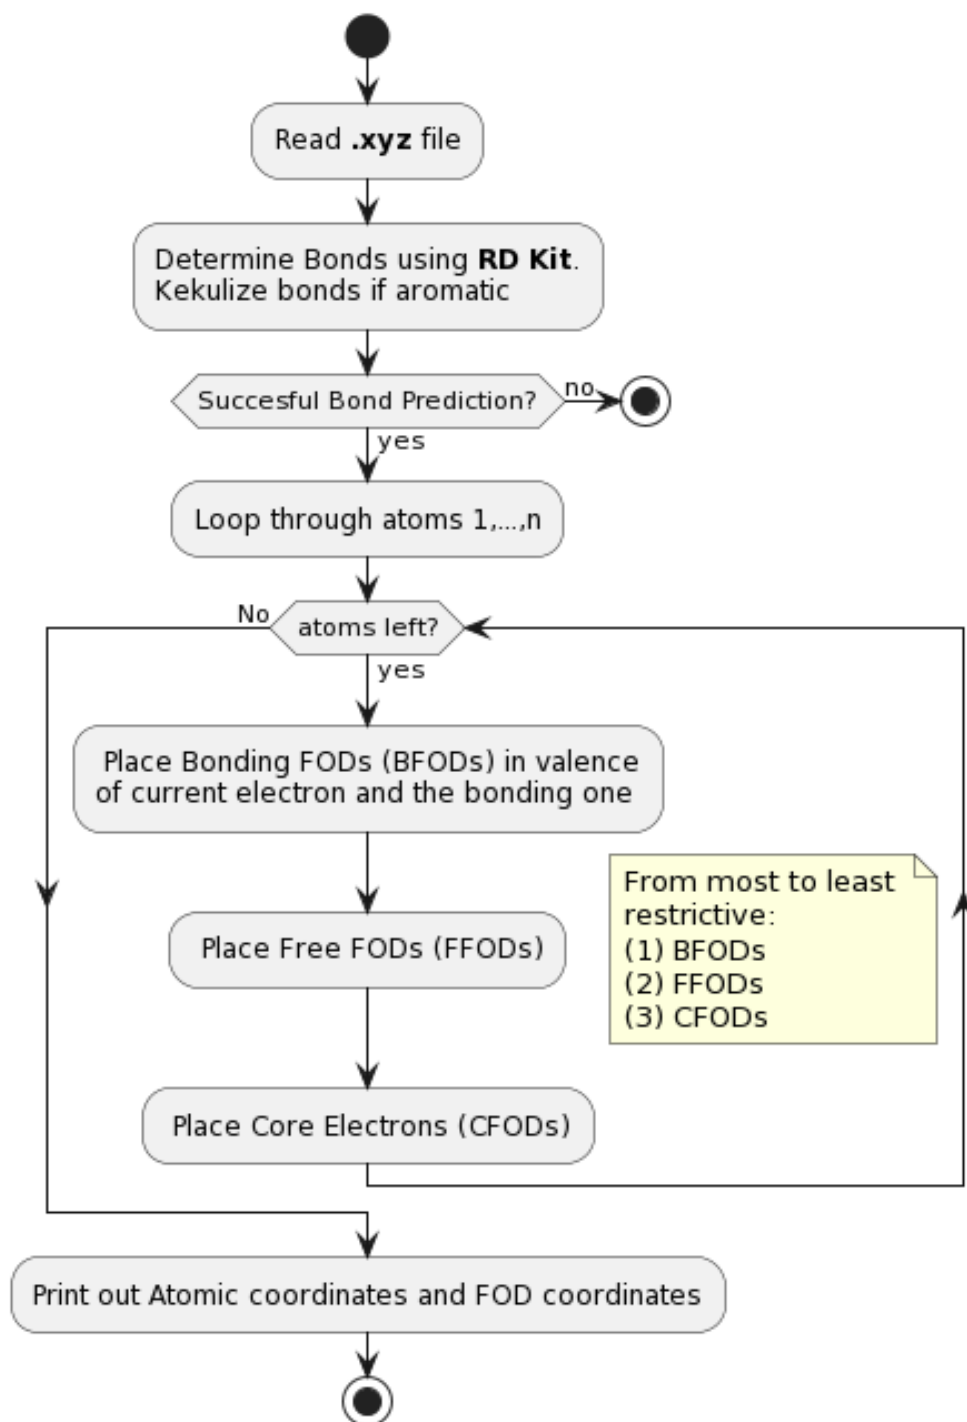 Read .xyz file
Determine Bonds using RD Kit.
Kekulize bonds if aromatic
Succesful Bond Prediction?
no
yes
Loop through atoms 1,...,n
No
atoms left?
yes
Place Bonding FODs (BFODs) in valence
of current electron and the bonding one
From most to least
restrictive:
(1) BFODs
(2) FFODs
(3) CFODs
Place Free FODs (FFODs)
Place Core Electrons (CFODs)
Print out Atomic coordinates and FOD coordinates